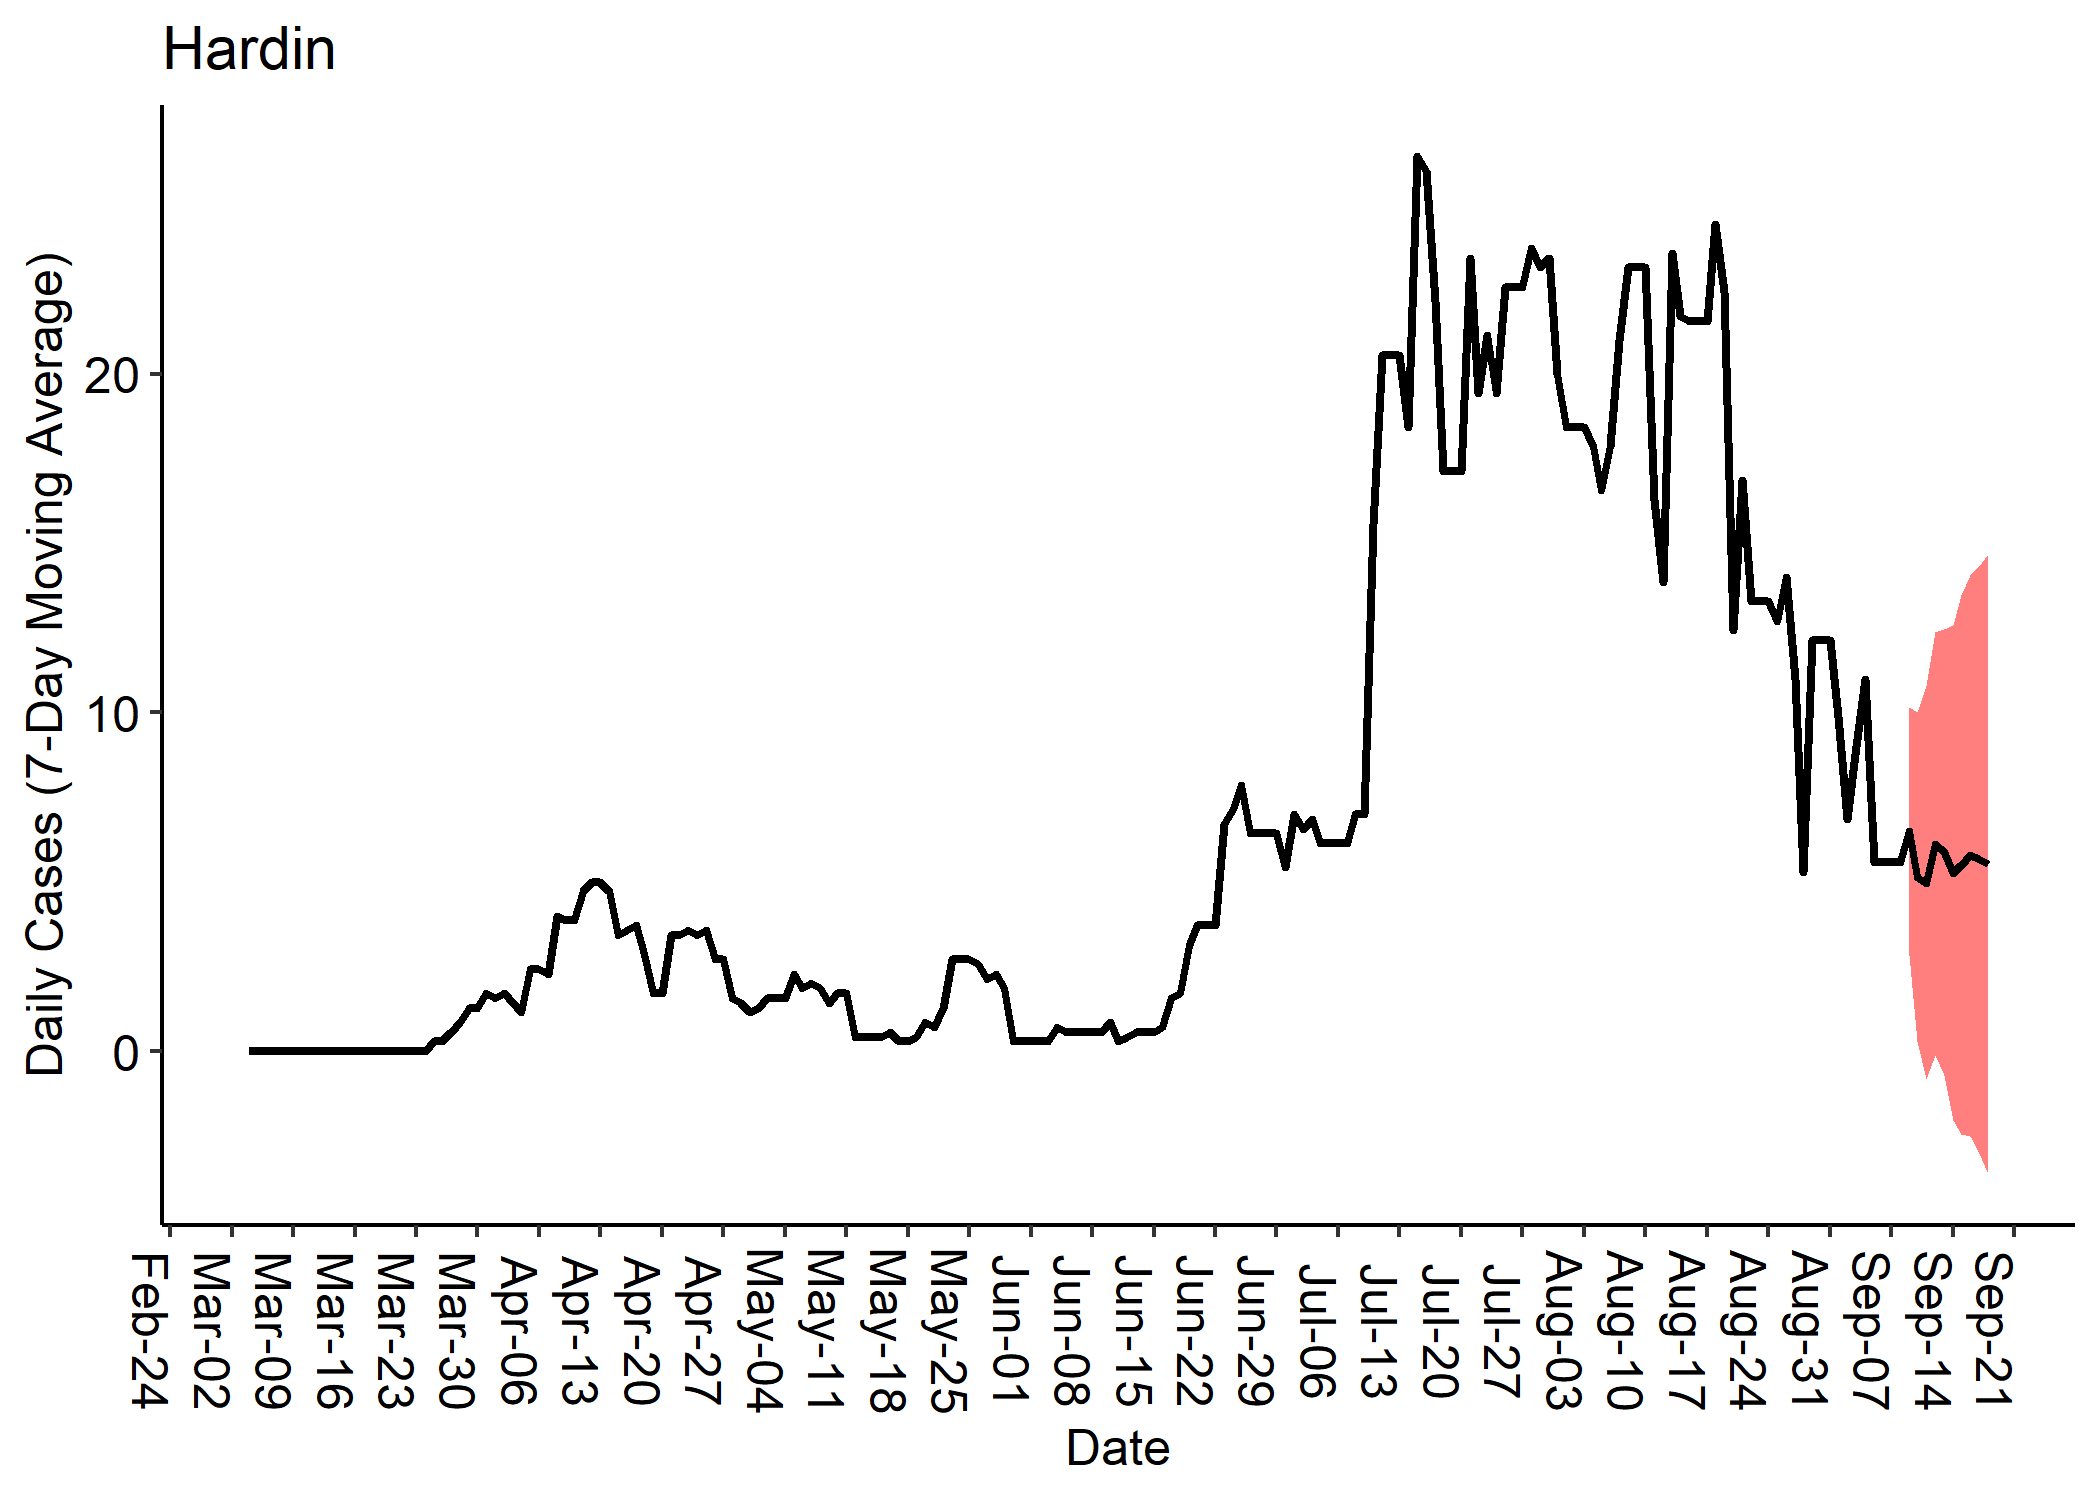 Hardin
Daily Cases (7-Day Moving Average)
20
10
0
Feb-24
Mar-02
Mar-09
Mar-16
Mar-23
Mar-30
Apr-06
Apr-13
Apr-20
Apr-27
May-04
May-11
May-18
May-25
Jun-01
Jun-08
Jun-15
Jun-22
Jun-29
Jul-06
Jul-13
Jul-20
Jul-27
Aug-03
Aug-10
Aug-17
Aug-24
Aug-31
Sep-07
Sep-14
Sep-21
Date